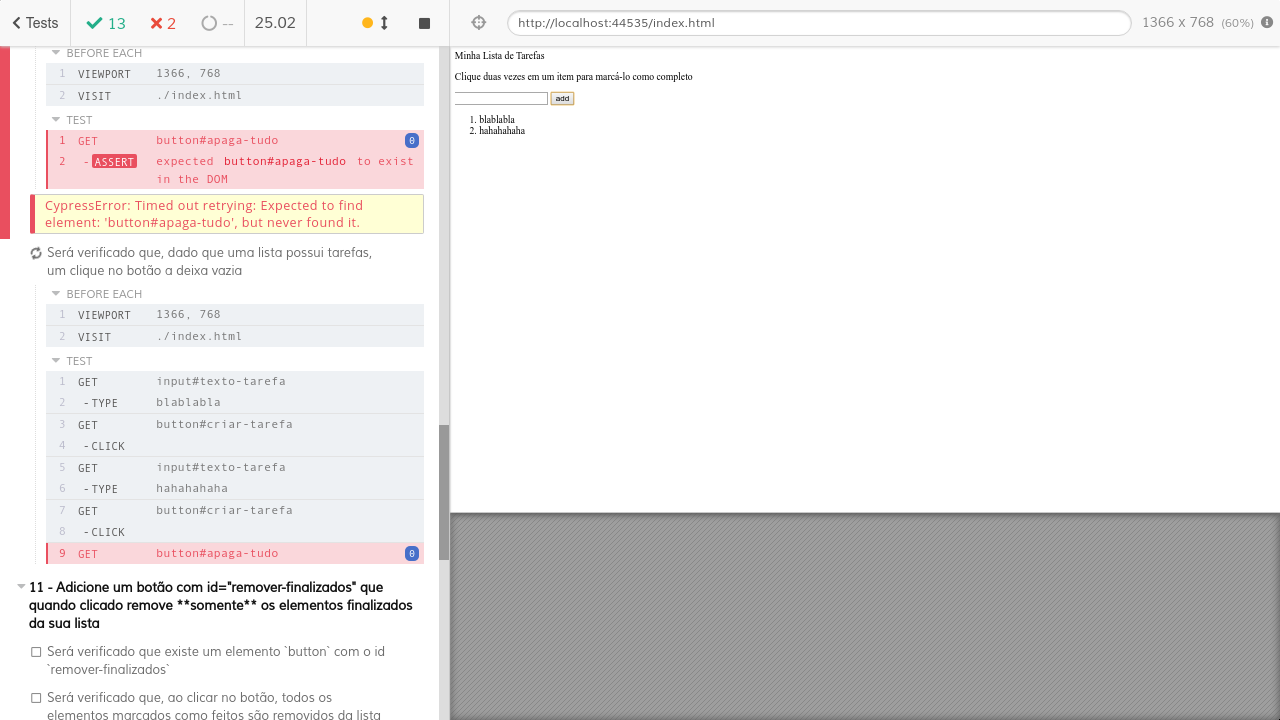 Tests 13 2 -- 25.02
http://localhost:44535/index.html 1366 x 768 (60%)
BEFORE EACH
1 VIEWPORT 1366, 768
2 VISIT ./index.html
TEST
1 GET button#apaga-tudo 0
2 -ASSERT expected button#apaga-tudo to exist
in the DOM
CypressError: Timed out retrying: Expected to find
element: 'button#apaga-tudo', but never found it.
Será verificado que, dado que uma lista possui tarefas,
um clique no botão a deixa vazia
BEFORE EACH
1 VIEWPORT 1366, 768
2 VISIT ./index.html
TEST
1 GET input#texto-tarefa
2 -TYPE blablabla
3 GET button#criar-tarefa
4 -CLICK
5 GET input#texto-tarefa
6 -TYPE hahahahaha
7 GET button#criar-tarefa
8 -CLICK
9 GET button#apaga-tudo 0
11 - Adicione um botão com id="remover-finalizados" que
quando clicado remove **somente** os elementos finalizados
da sua lista
Será verificado que existe um elemento `button` com o id
`remover-finalizados`
Será verificado que, ao clicar no botão, todos os
elementos marcados como feitos são removidos da lista
Minha Lista de Tarefas
Clique duas vezes em um item para marcá-lo como completo
add
1. blablabla
2. hahahahaha